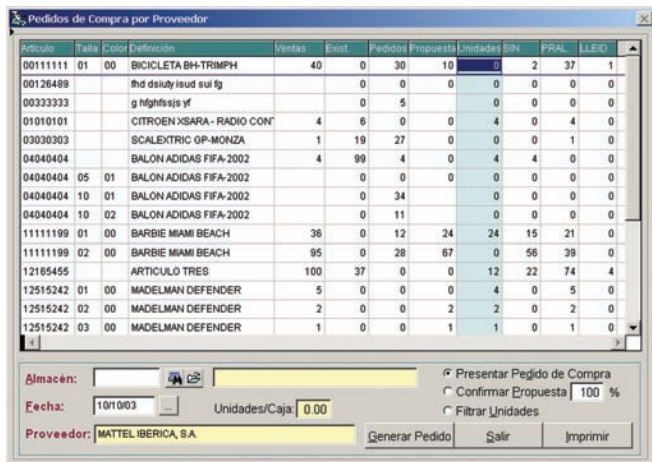 Pedidos de Compra por Proveedor
Artículo Talla Color Definición Ventas Exist. Pedidos Propuesta Unidades SIN PRAL. LLEID
00111111 01 00 BICICLETA BH-TRIMPH 40 0 30 10 0 2 37 1
00126489 fhd dsiuty isud sui fg 0 0 0 0 0 0 0
00333333 g hfghfssjs yf 0 5 0 0 0 0
01010101 CITROEN XSARA - RADIO CONT 4 6 0 0 4 0 4 0
03030303 SCALEXTRIC GP-MONZA 1 19 27 0 0 1 0
04040404 BALON ADIDAS FIFA-2002 4 99 4 0 4 4 0 0
04040404 05 01 BALON ADIDAS FIFA-2002 0 0 0 0 0 0 0
04040404 10 01 BALON ADIDAS FIFA-2002 0 34 0 0 0 0
04040404 10 02 BALON ADIDAS FIFA-2002 0 11 0 0 0 0
11111199 01 00 BARBIE MIAMI BEACH 36 0 12 24 24 15 21 0
11111199 02 00 BARBIE MIAMI BEACH 95 0 28 67 0 56 39 0
12165455 ARTICULO TRES 100 37 0 0 12 22 74 4
12515242 01 00 MADELMAN DEFENDER 5 0 0 4 0 5 0
12515242 02 00 MADELMAN DEFENDER 2 0 0 2 2 0 2 0
12515242 03 00 MADELMAN DEFENDER 1 0 0 1 1 0 1 0
Almacén:
Presentar Pedido de Compra
Confirmar Propuesta 100 %
Fecha: 10/10/03 ... Unidades/Caja: 0.00
Filtrar Unidades
Proveedor: MATTEL IBERICA, S.A. Generar Pedido Salir Imprimir